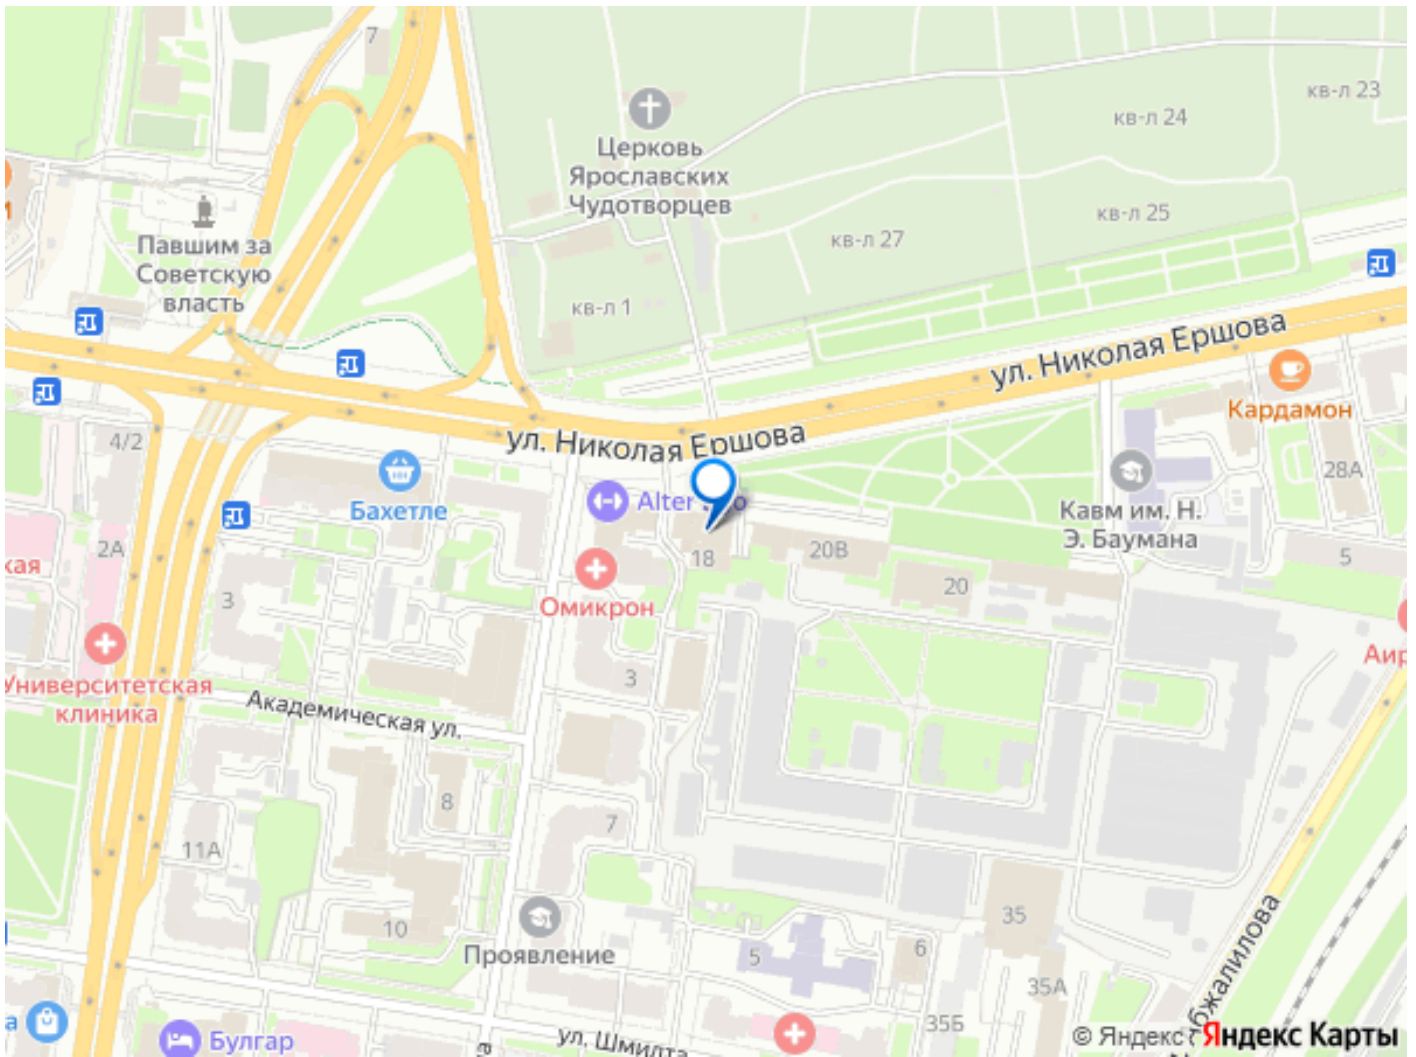 7
кв-л 23
кв-л 24
Церковь
Ярославских
Чудотворцев
кв-л 25
кв-л 27
Павшим за
Советскую
власть
кв-л 1
ул. Николая Ершова
Кардамон
4/2
ул. Николая Ершова
28А
Бахетле
Alter
Кавм им. Н.
Э. Баумана
2А
кая
18
20В
5
20
Омикрон
3
Аир
3
Университетская
клиника
Академическая ул.
8
7
11А
35
10
Проявление
5
6
35А
бжалилова
35Б
а
Булгар
ул. Шмидта
а
© Яндекс
Яндекс Карты